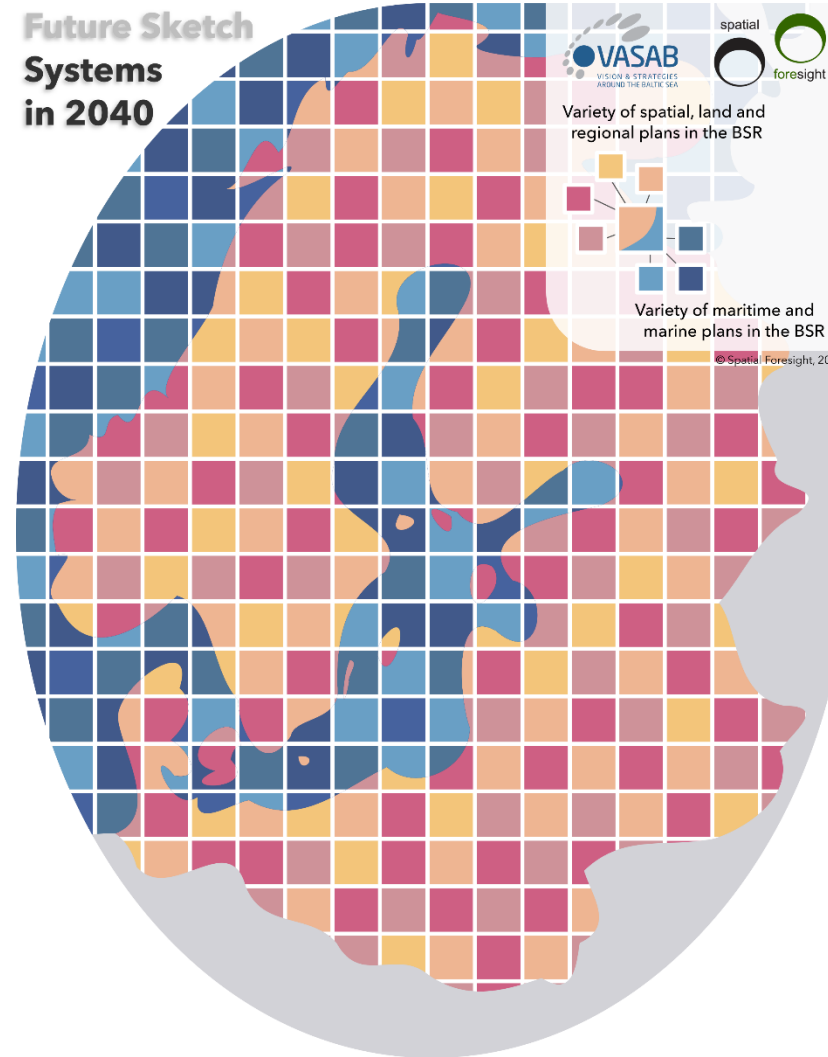 Future Sketch
Systems
in 2040
VASAB
VISION & STRATEGIES
AROUND THE BALTIC SEA
spatial
foresight
Variety of spatial, land and
regional plans in the BSR
Variety of maritime and
marine plans in the BSR
© Spatial Foresight, 20